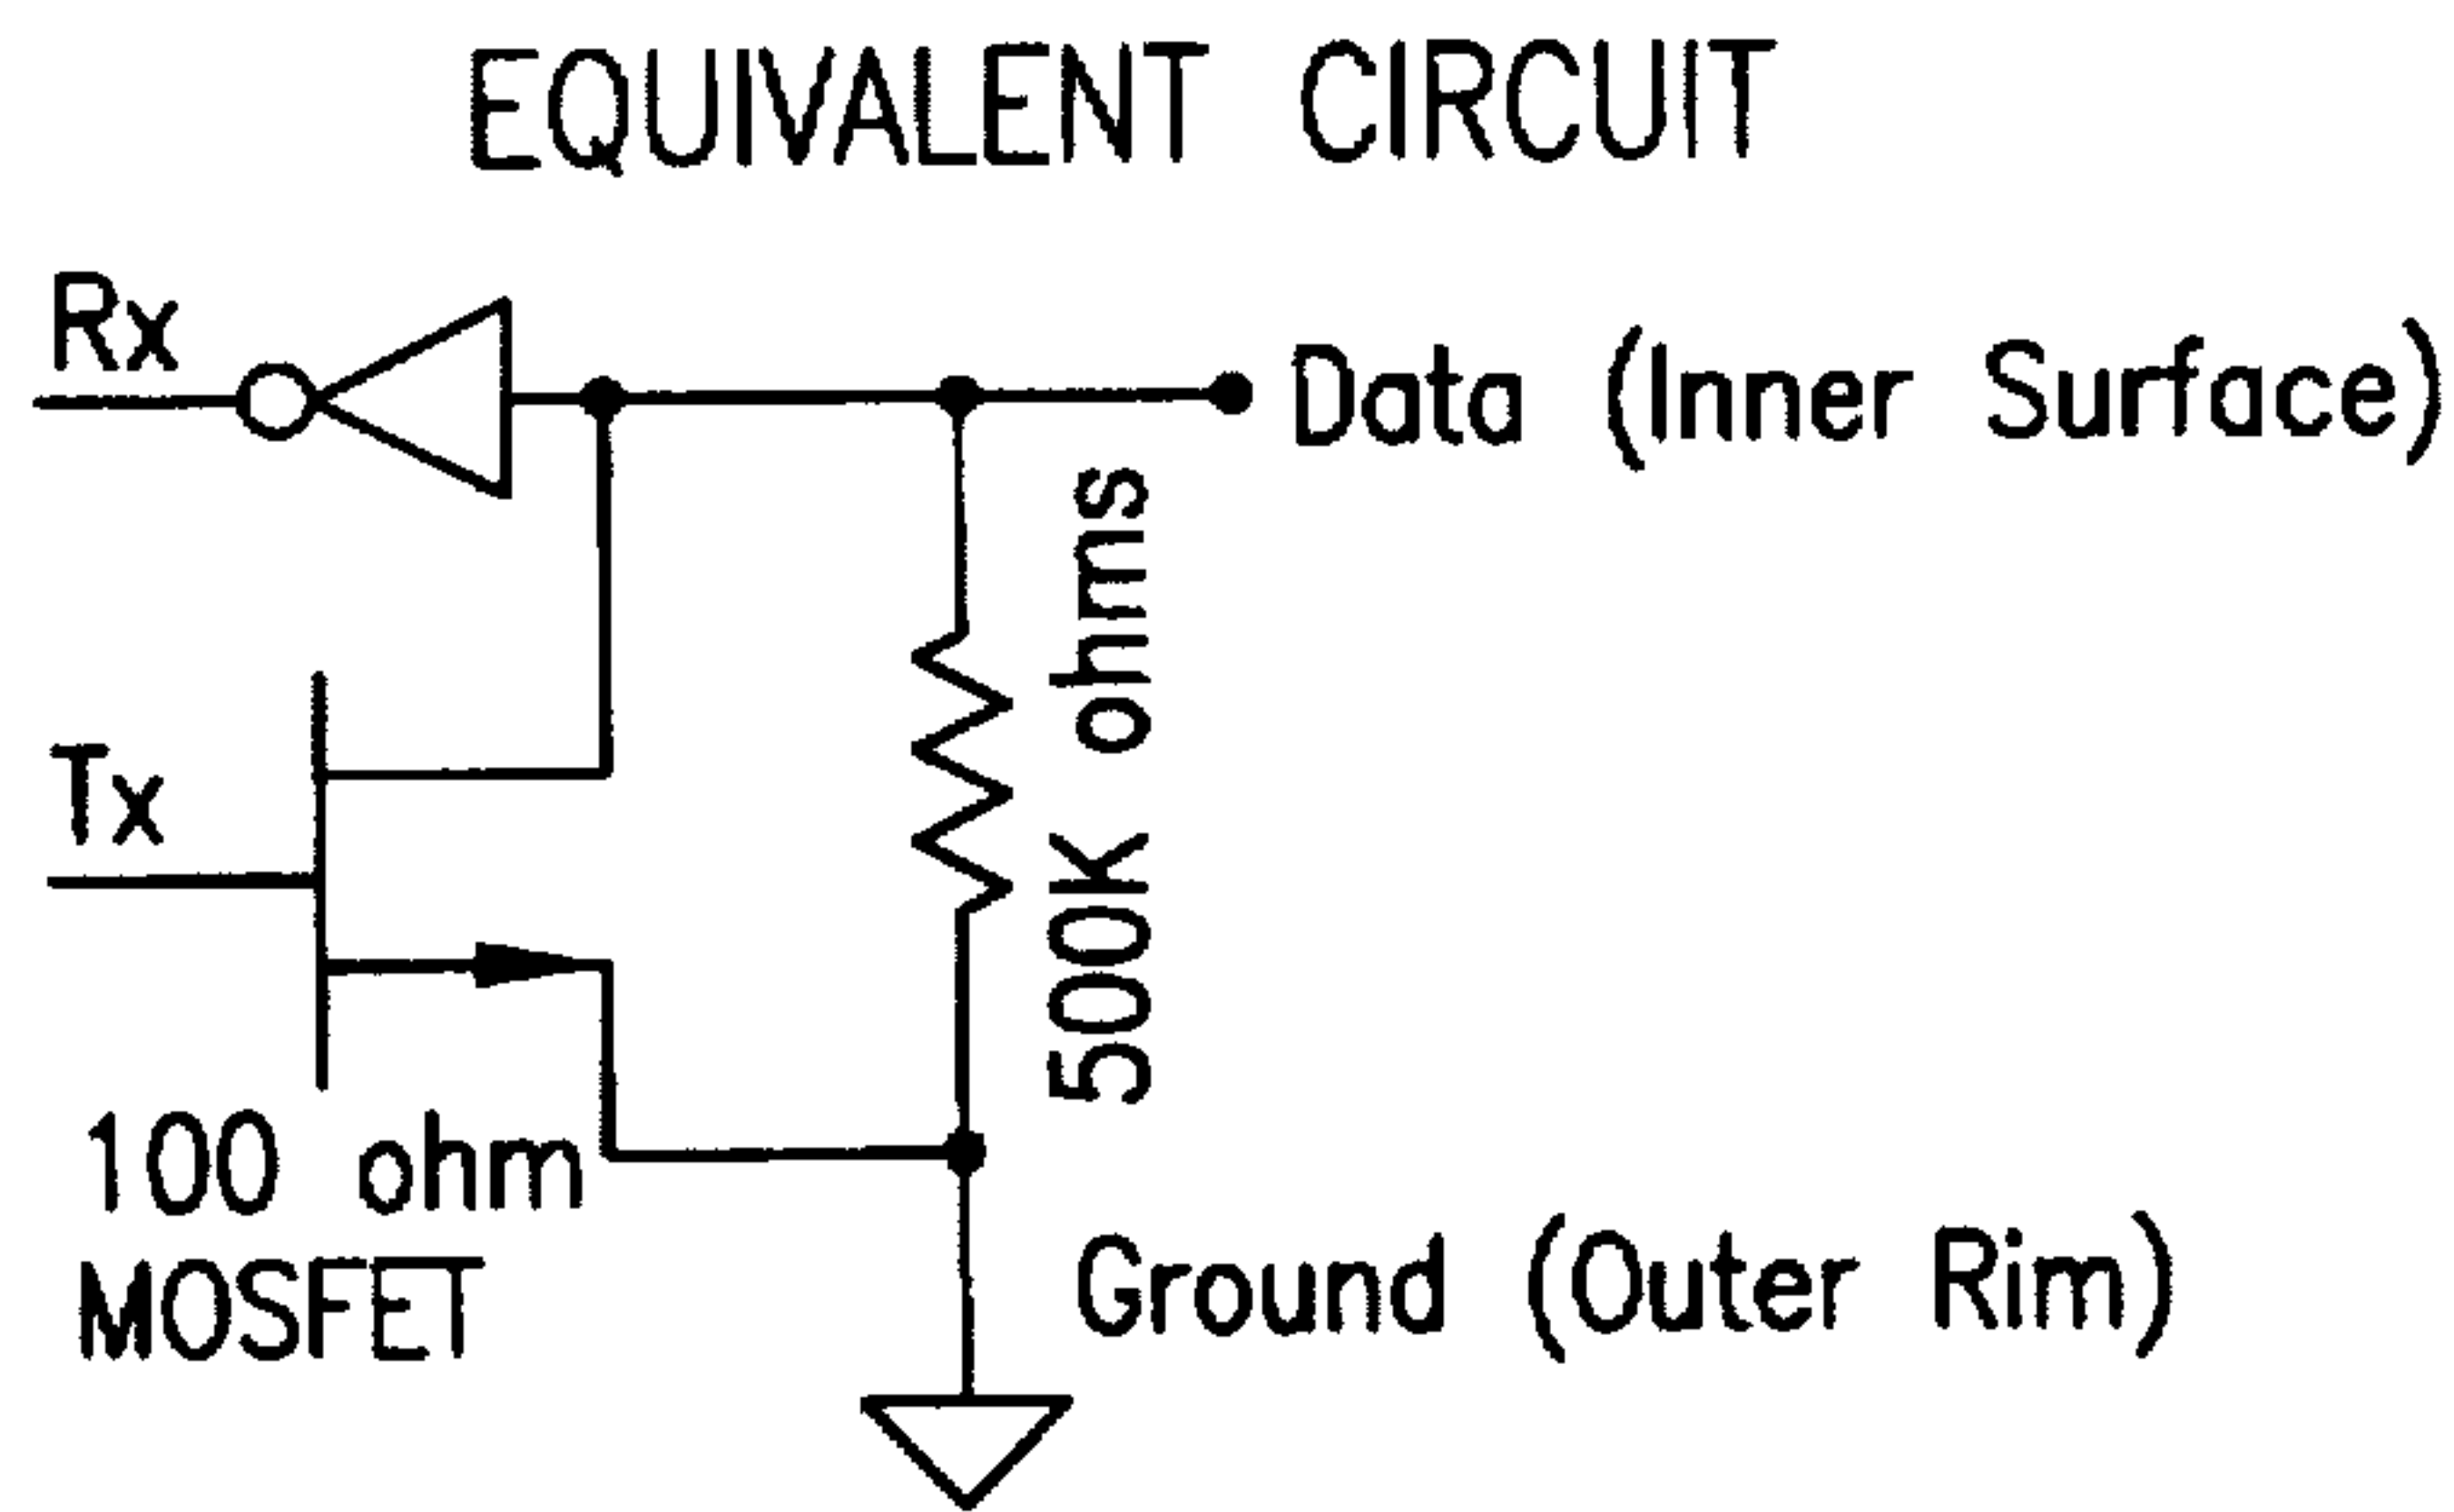 EQUIVALENT CIRCUIT
Rx
Data (Inner Surface)
500K ohms
Tx
100 ohm
MOSFET
Ground (Outer Rim)